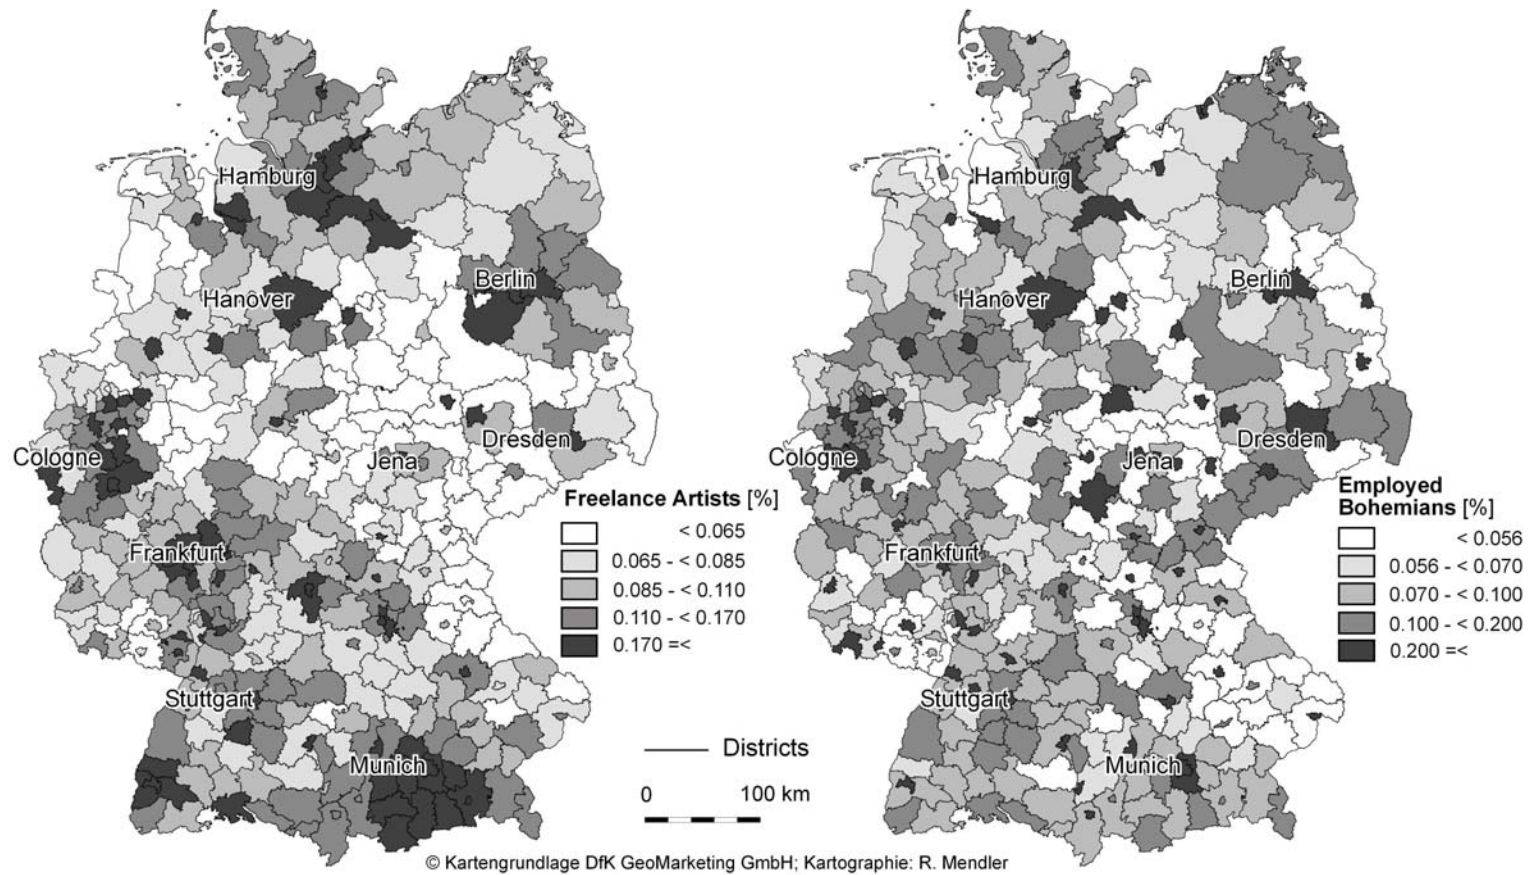 Hamburg
Berlin
Hanover
Cologne
Dresden
Jena
Frankfurt
Stuttgart
Munich
Freelance Artists [%]
< 0.065
0.065 - < 0.085
0.085 - < 0.110
0.110 - < 0.170
0.170 =<
Districts
0 100 km
Hamburg
Berlin
Hanover
Cologne
Dresden
Jena
Frankfurt
Stuttgart
Munich
Employed
Bohemians [%]
< 0.056
0.056 - < 0.070
0.070 - < 0.100
0.100 - < 0.200
0.200 =<
© Kartengrundlage DfK GeoMarketing GmbH; Kartographie: R. Mendler